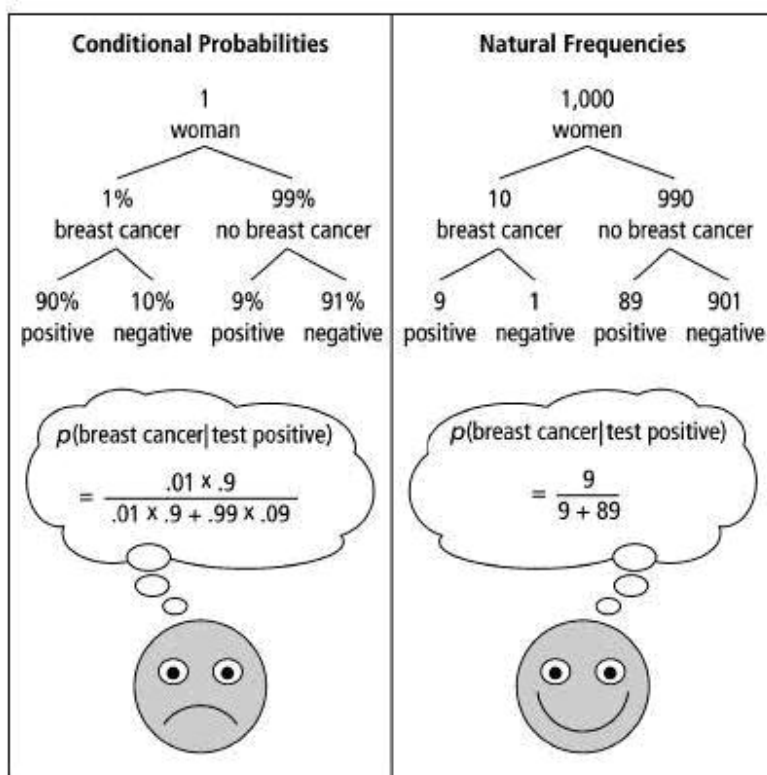 Conditional Probabilities
1
woman
1% 99%
breast cancer no breast cancer
90% 10% 9% 91%
positive negative positive negative
p(breast cancer|test positive)
= .01 x .9
.01 x .9 + .99 x .09
Natural Frequencies
1,000
women
10 990
breast cancer no breast cancer
9 1 89 901
positive negative positive negative
p(breast cancer|test positive)
= 9
9 + 89